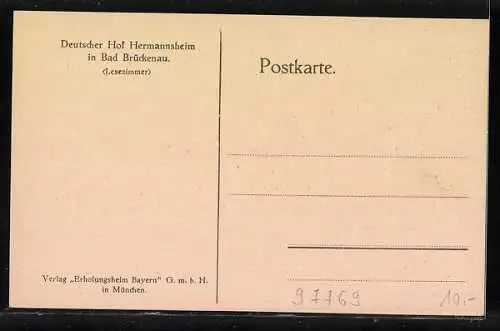 Deutscher Hof Hermannsheim
in Bad Brückenau.
(Lesezimmer)
Postkarte.
Verlag „Erholungsheim Bayern" G. m. b. H.
in München.
97769
10,-